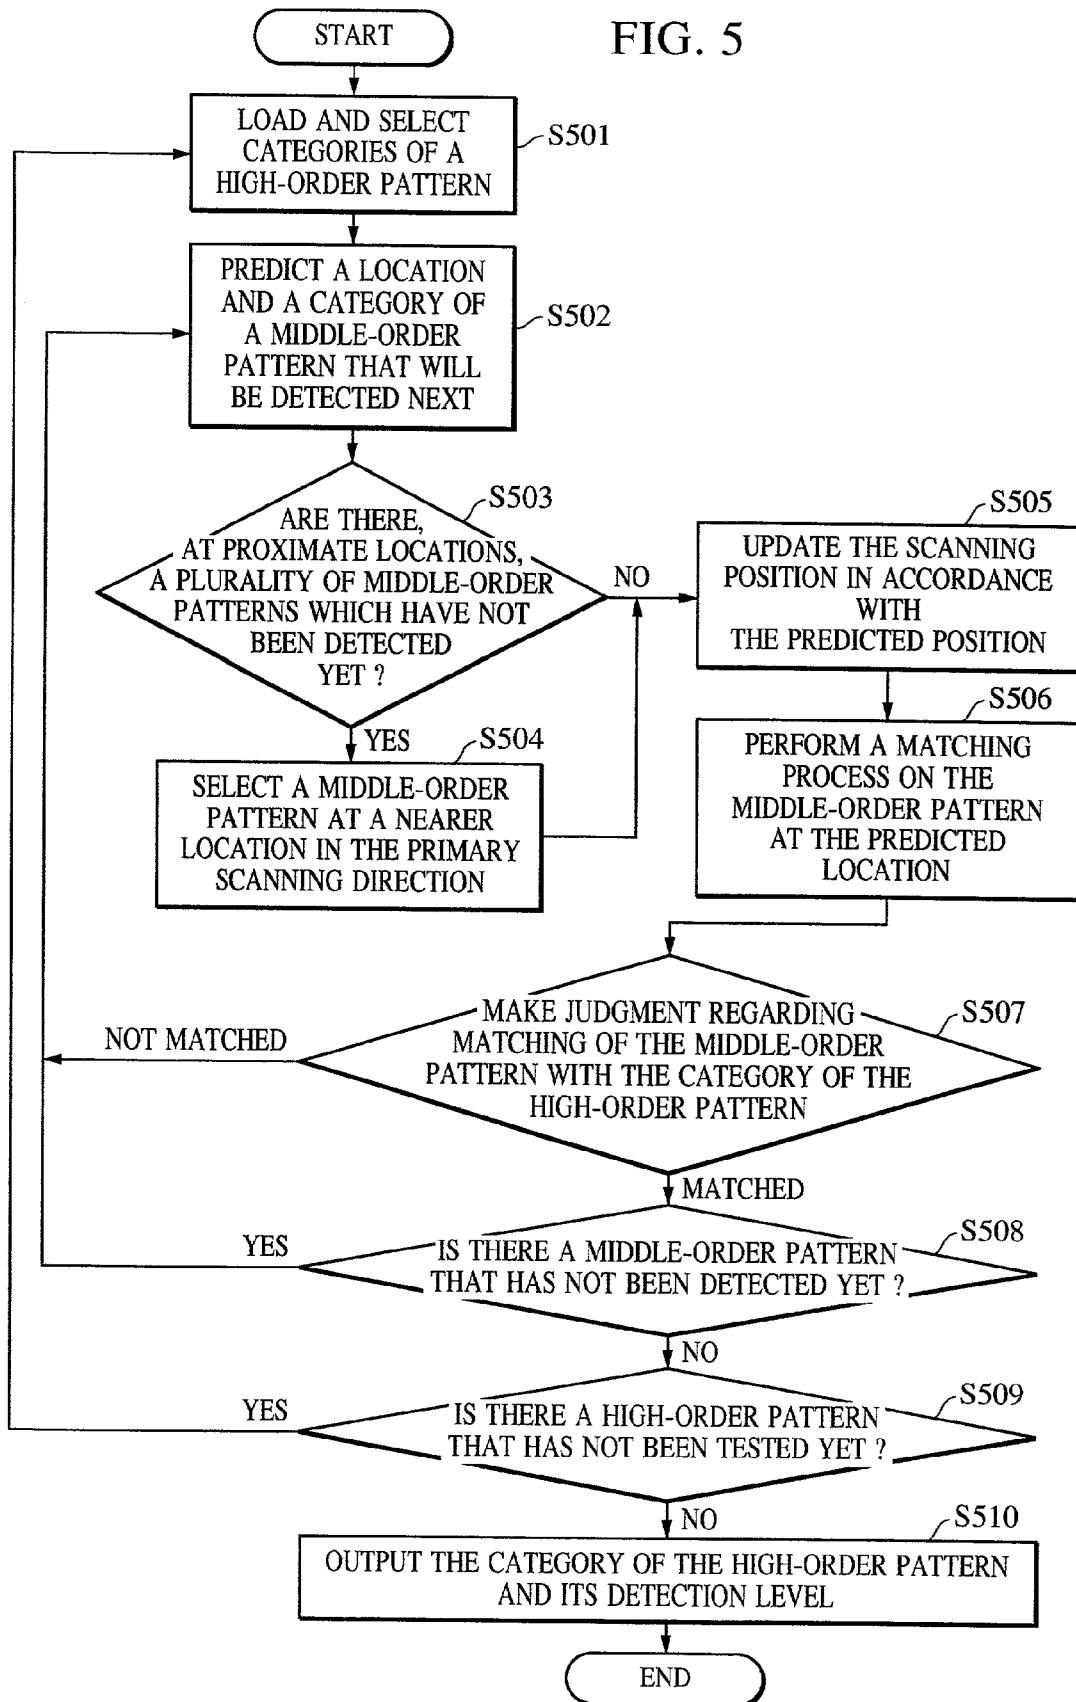 START
FIG. 5
LOAD AND SELECT
CATEGORIES OF A
HIGH-ORDER PATTERN
S501
PREDICT A LOCATION
AND A CATEGORY OF
A MIDDLE-ORDER
PATTERN THAT WILL
BE DETECTED NEXT
S502
ARE THERE,
AT PROXIMATE LOCATIONS,
A PLURALITY OF MIDDLE-ORDER
PATTERNS WHICH HAVE NOT
BEEN DETECTED
YET ?
S503
NO
YES
SELECT A MIDDLE-ORDER
PATTERN AT A NEARER
LOCATION IN THE PRIMARY
SCANNING DIRECTION
S504
UPDATE THE SCANNING
POSITION IN ACCORDANCE
WITH
THE PREDICTED POSITION
S505
PERFORM A MATCHING
PROCESS ON THE
MIDDLE-ORDER PATTERN
AT THE PREDICTED
LOCATION
S506
MAKE JUDGMENT REGARDING
MATCHING OF THE MIDDLE-ORDER
PATTERN WITH THE CATEGORY OF THE
HIGH-ORDER PATTERN
S507
NOT MATCHED
MATCHED
IS THERE A MIDDLE-ORDER PATTERN
THAT HAS NOT BEEN DETECTED YET ?
S508
YES
NO
IS THERE A HIGH-ORDER PATTERN
THAT HAS NOT BEEN TESTED YET ?
S509
YES
NO
OUTPUT THE CATEGORY OF THE HIGH-ORDER PATTERN
AND ITS DETECTION LEVEL
S510
END